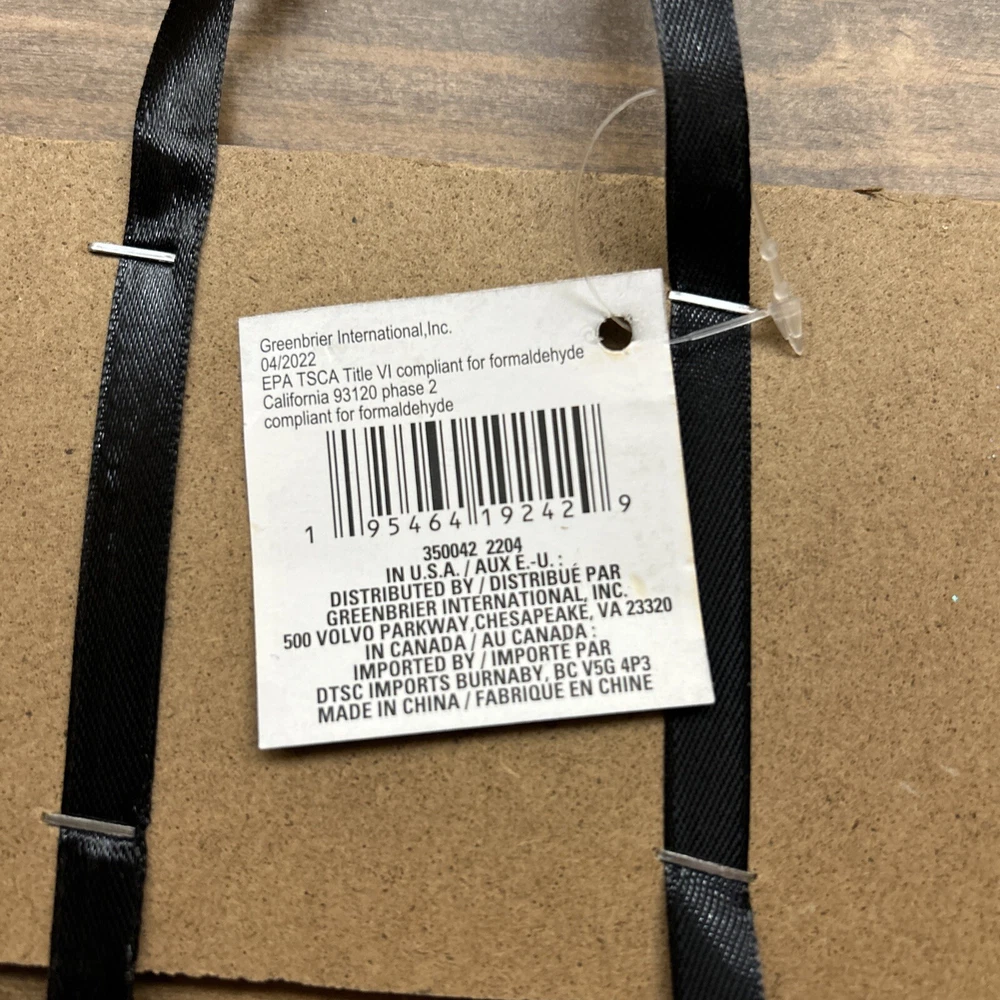 Greenbrier International,Inc.
04/2022
EPA TSCA Title VI compliant for formaldehyde
California 93120 phase 2
compliant for formaldehyde
1 95464 19242 9
350042 2204
IN U.S.A. / AUX E.-U. :
DISTRIBUTED BY / DISTRIBUÉ PAR
GREENBRIER INTERNATIONAL, INC.
500 VOLVO PARKWAY,CHESAPEAKE, VA 23320
IN CANADA / AU CANADA :
IMPORTED BY / IMPORTÉ PAR
DTSC IMPORTS BURNABY, BC V5G 4P3
MADE IN CHINA / FABRIQUÉ EN CHINE